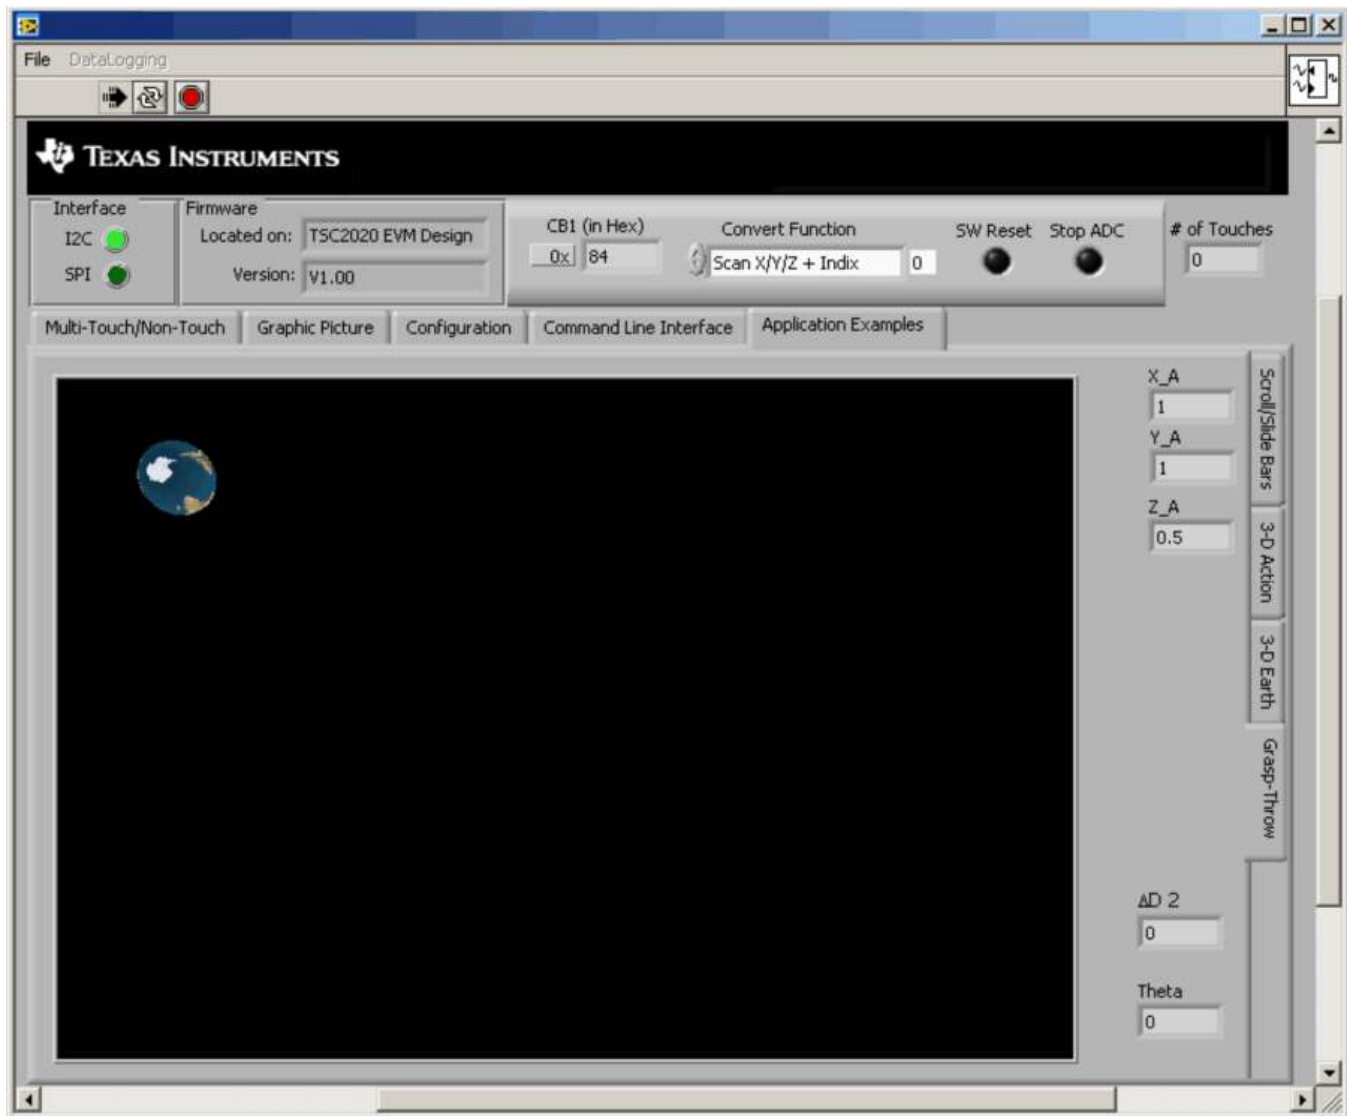 File DataLogging
TEXAS INSTRUMENTS
Interface
I2C
SPI
Firmware
Located on: TSC2020 EVM Design
Version: V1.00
CB1 (in Hex)
0x 84
Convert Function
Scan X/Y/Z + Indix 0
SW Reset
Stop ADC
# of Touches
0
Multi-Touch/Non-Touch Graphic Picture Configuration Command Line Interface Application Examples
X_A
1
Y_A
1
Z_A
0.5
Scroll/Slide Bars
3-D Action
3-D Earth
Grasp-Throw
ΔD 2
0
Theta
0